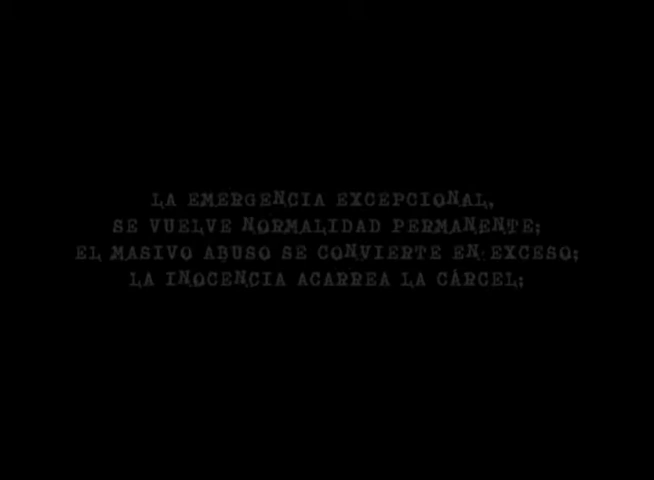 LA EMERGENCIA EXCEPCIONAL,
SE VUELVE NORMALIDAD PERMANENTE;
EL MASIVO ABUSO SE CONVIERTE EN EXCESO;
LA INOCENCIA ACARREA LA CÁRCEL;